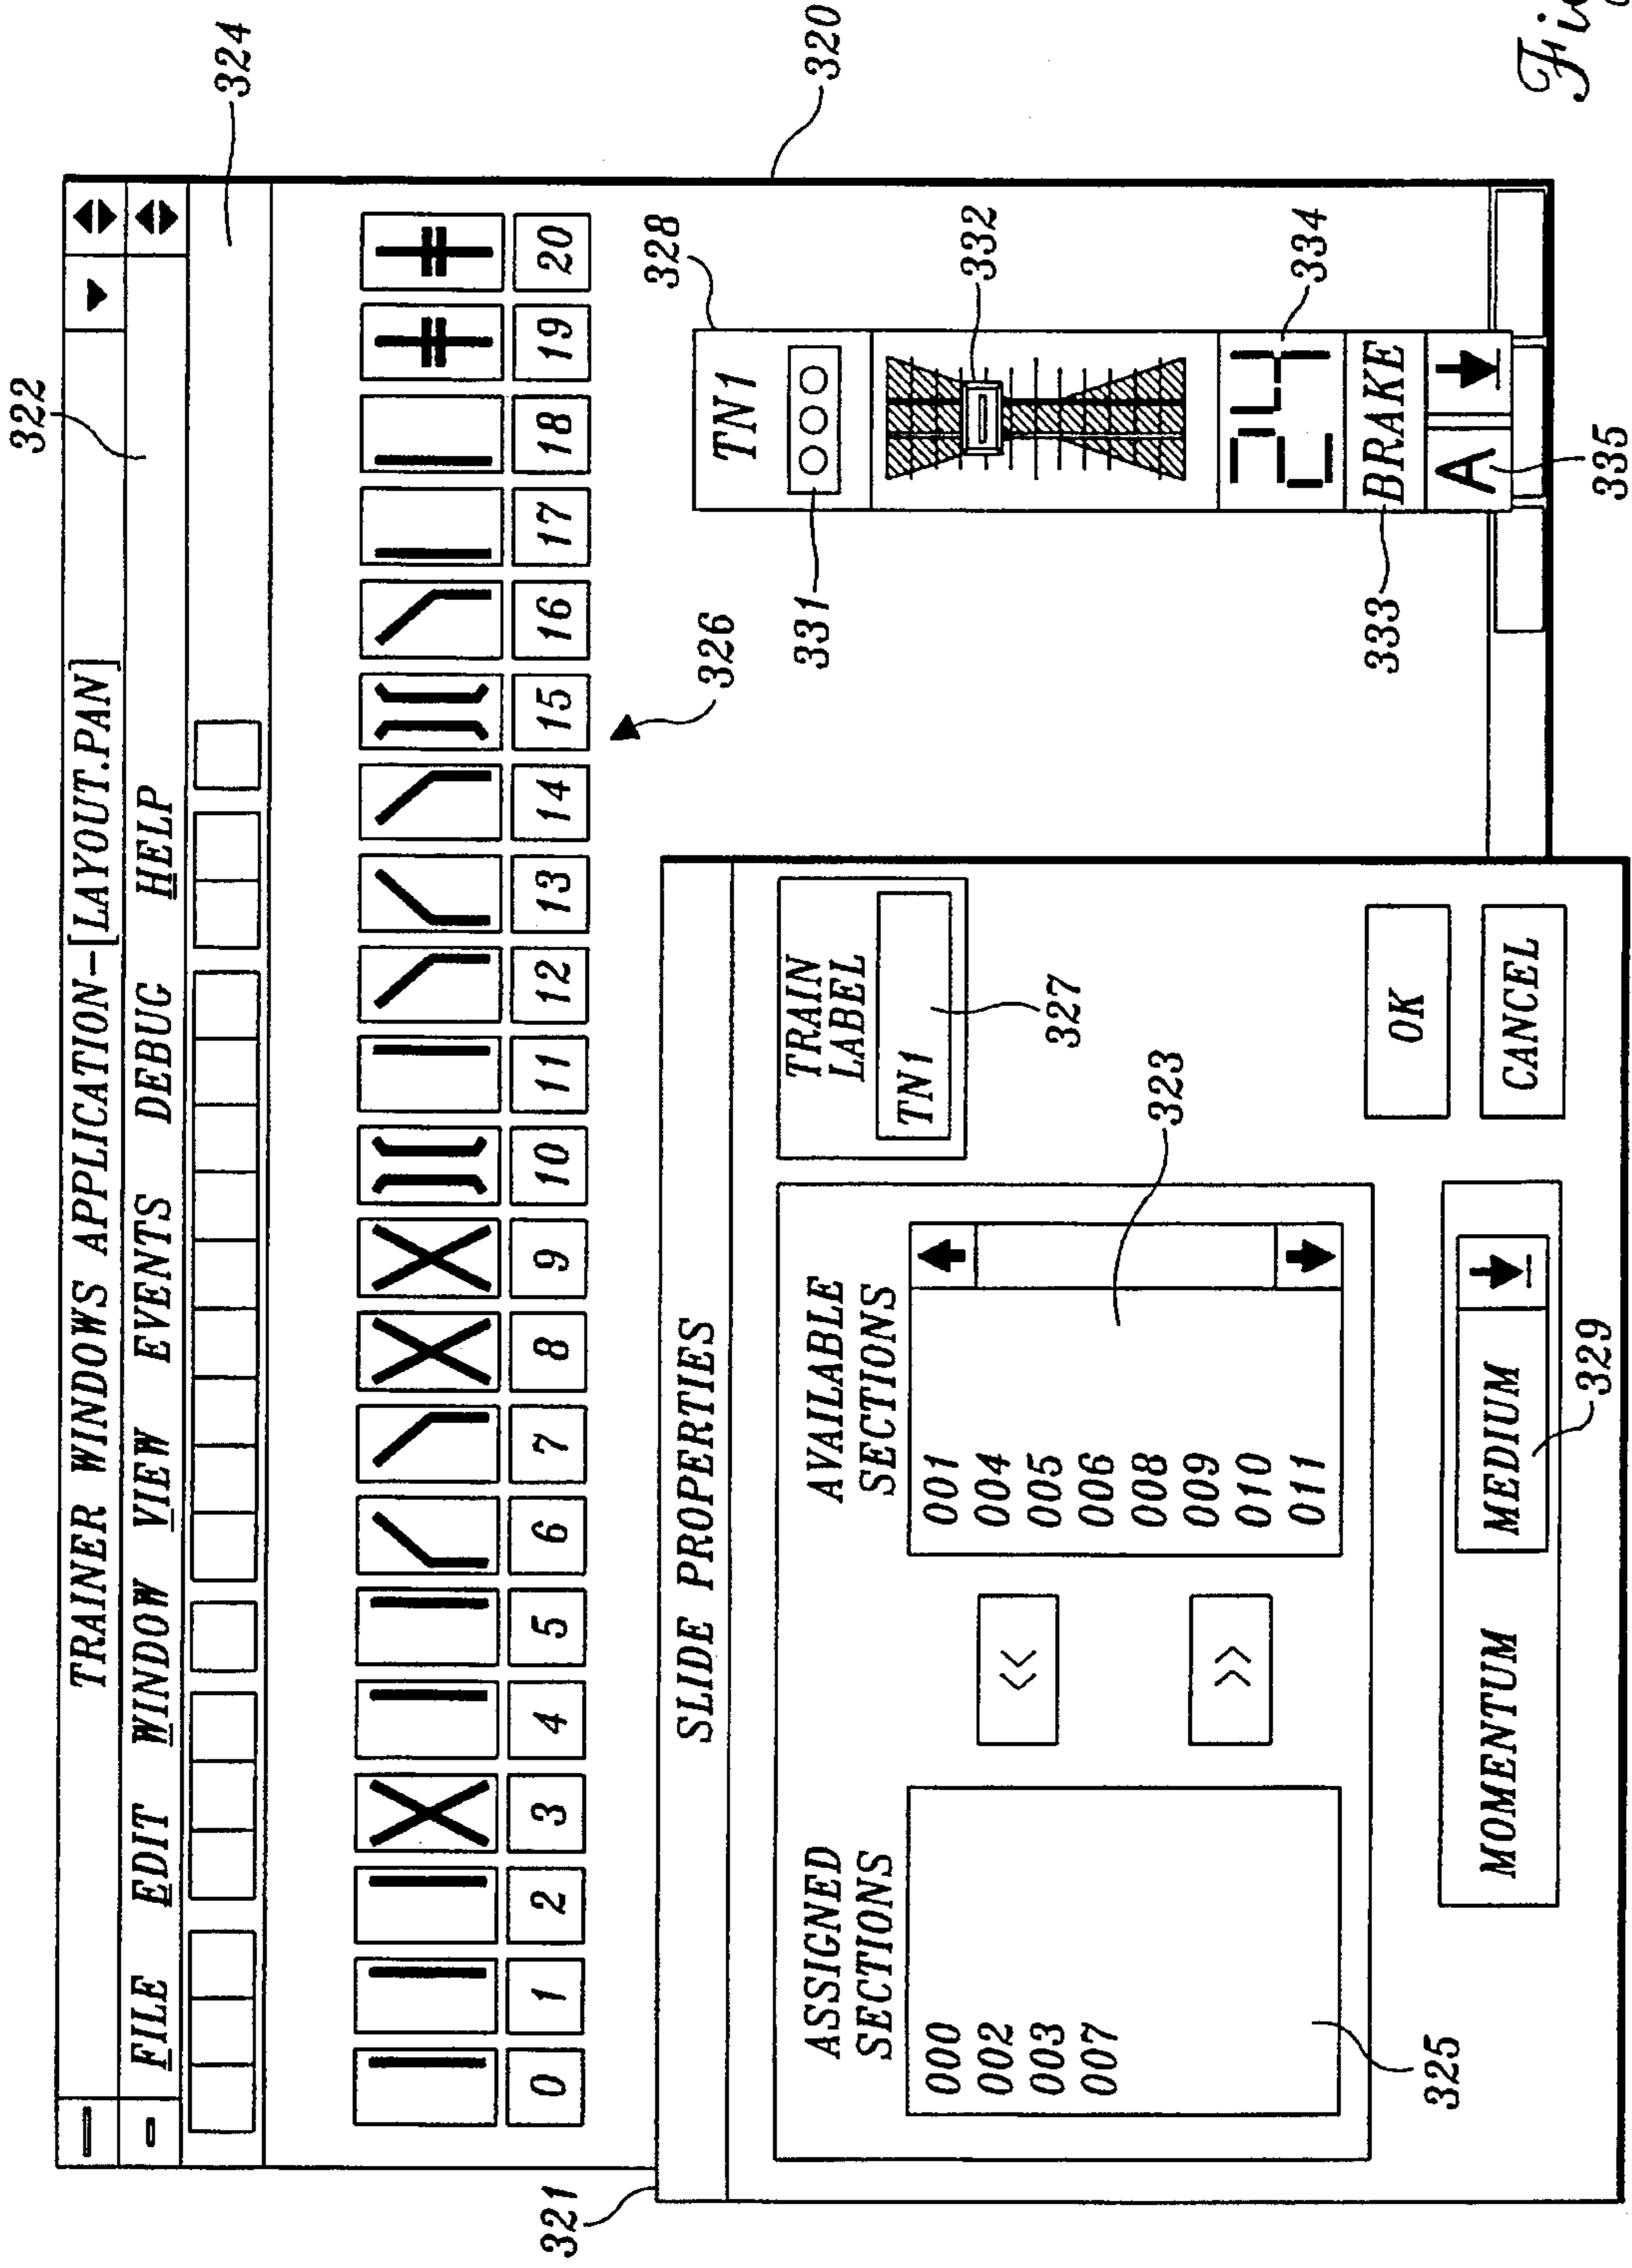 322
324
TRAINER WINDOWS APPLICATION-[LAYOUT.PAN]
FILE EDIT WINDOW VIEW EVENTS DEBUG HELP
0 1 2 3 4 5 6 7 8 9 10 11 12 13 14 15 16 17 18 19 20
326
321
SLIDE PROPERTIES
ASSIGNED
SECTIONS
000
002
003
007
325
<<
>>
AVAILABLE
SECTIONS
001
004
005
006
008
009
010
011
323
TRAIN
LABEL
TN1
327
MOMENTUM MEDIUM
329
OK
CANCEL
328
TN1
331
332
24
334
333
BRAKE
A
335
320